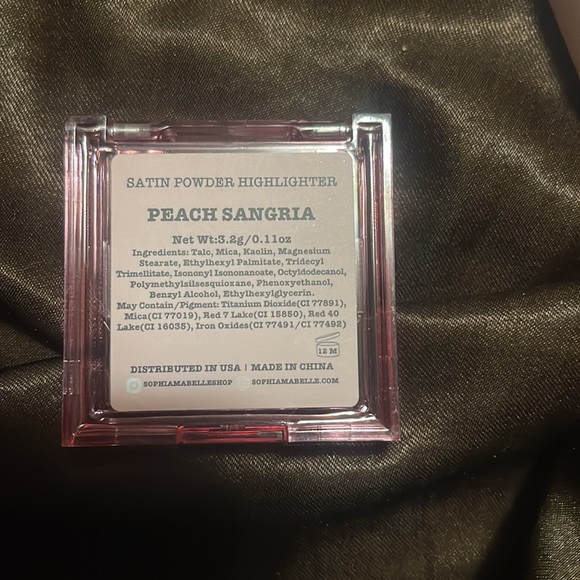 SATIN POWDER HIGHLIGHTER
PEACH SANGRIA
Net Wt:3.2g/0.11oz
Ingredients: Talc, Mica, Kaolin, Magnesium
Stearate, Ethylhexyl Palmitate, Tridecyl
Trimellitate, Isononyl Isononanoate, Octyldodecanol,
Polymethylsilsesquioxane, Phenoxyethanol,
Benzyl Alcohol, Ethylhexylglycerin.
May Contain/Pigment: Titanium Dioxide(CI 77891),
Mica(CI 77019), Red 7 Lake(CI 15850), Red 40
Lake(CI 16035), Iron Oxides(CI 77491/CI 77492)
12 M
DISTRIBUTED IN USA | MADE IN CHINA
SOPHIAMABELLESHOP SOPHIAMABELLE.COM